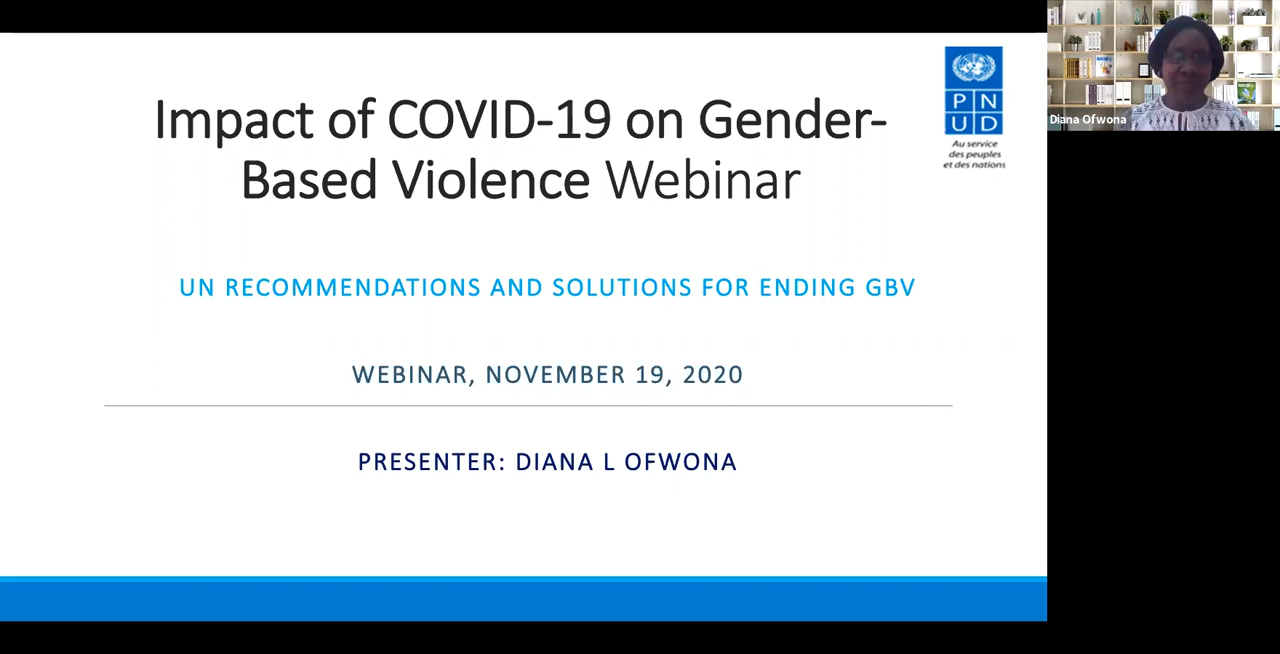 Impact of COVID-19 on Gender-
Based Violence Webinar
P N
U D
Au service
des peuples
et des nations
UN RECOMMENDATIONS AND SOLUTIONS FOR ENDING GBV
WEBINAR, NOVEMBER 19, 2020
PRESENTER: DIANA L OFWONA
Diana Ofwona